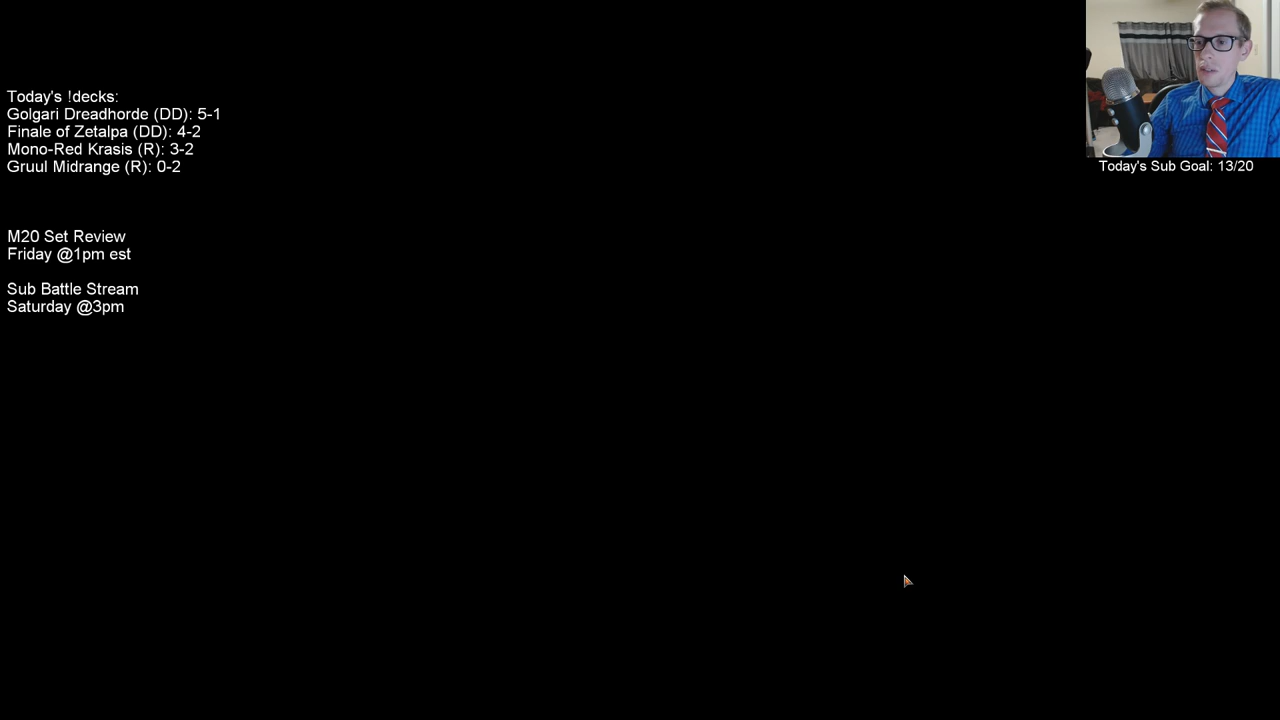 Today's !decks:
Golgari Dreadhorde (DD): 5-1
Finale of Zetalpa (DD): 4-2
Mono-Red Krasis (R): 3-2
Gruul Midrange (R): 0-2
M20 Set Review
Friday @1pm est
Sub Battle Stream
Saturday @3pm
Today's Sub Goal: 13/20